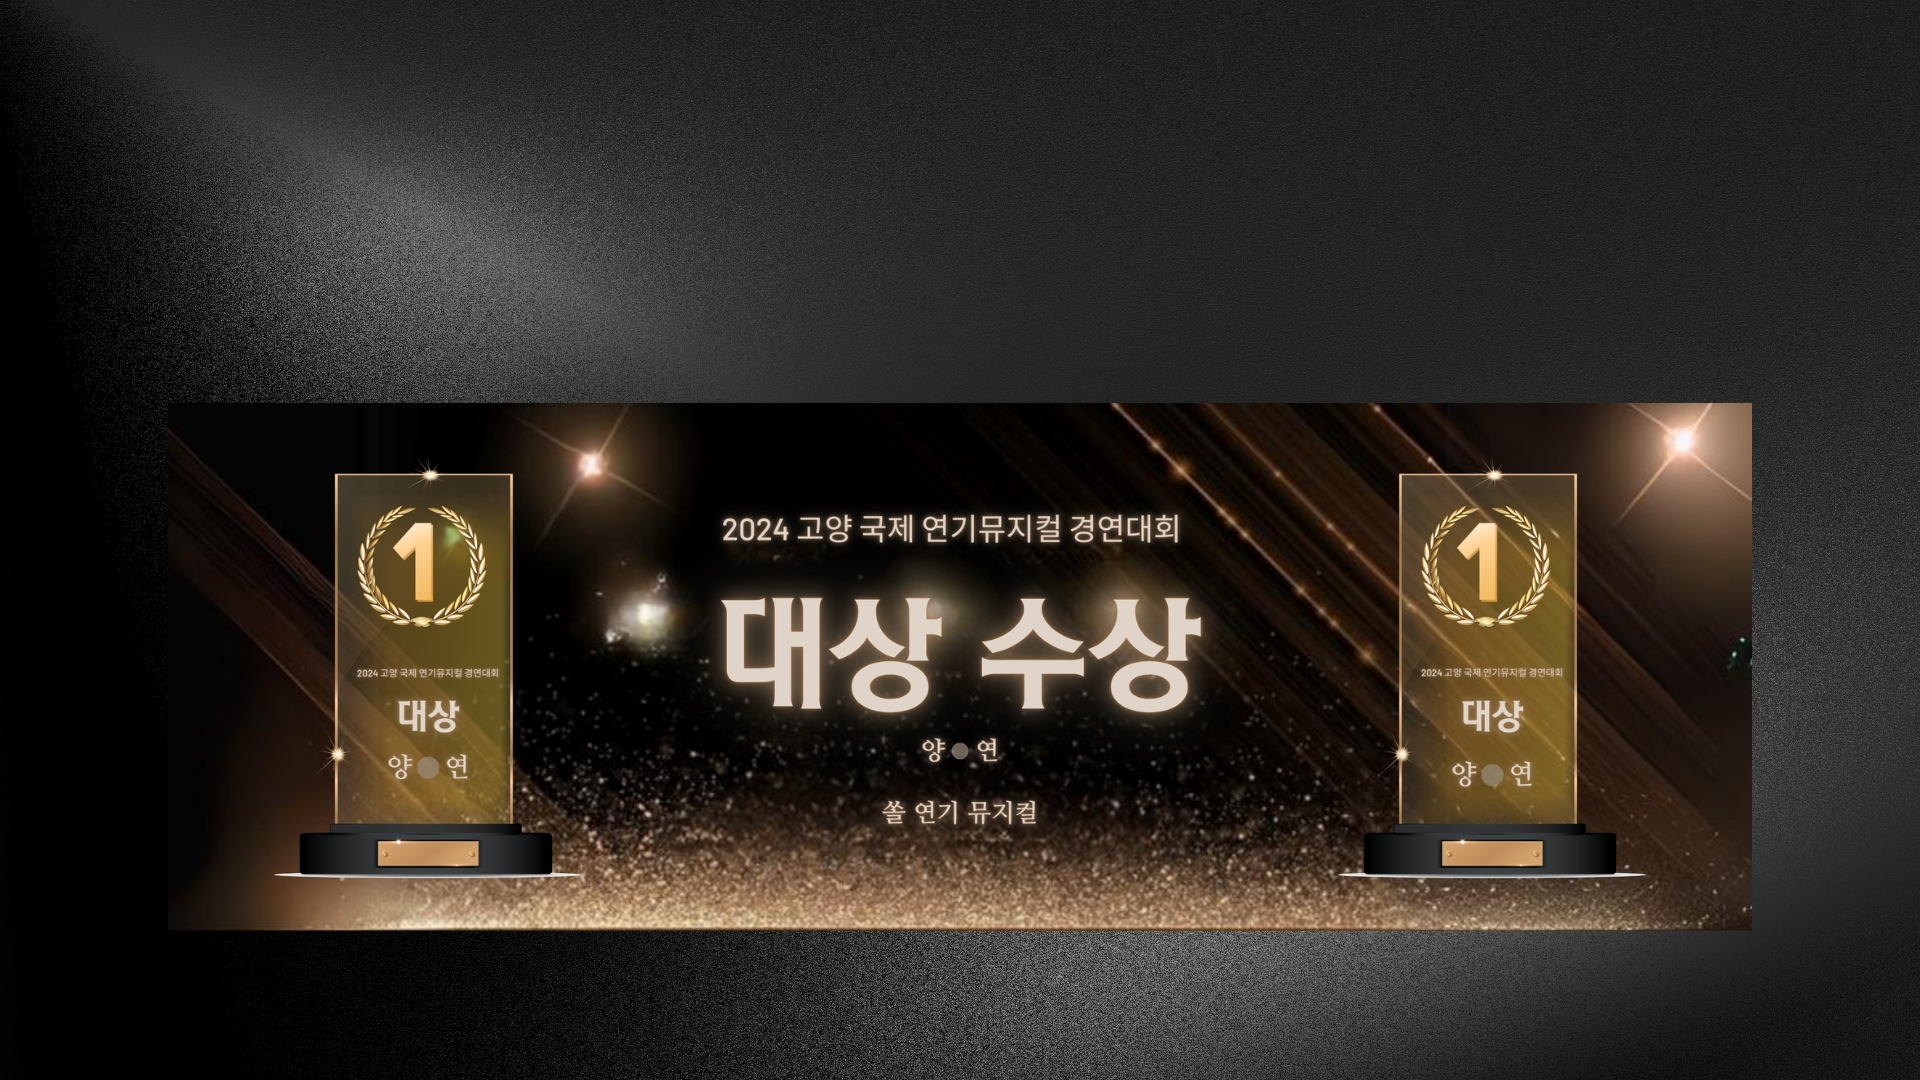 2024 고양 국제 연기뮤지컬 경연대회
대상 수상
양 ● 연
쏠 연기 뮤지컬
1
2024 고양 국제 연기뮤지컬 경연대회
대상
양 ● 연
1
2024 고양 국제 연기뮤지컬 경연대회
대상
양 ● 연